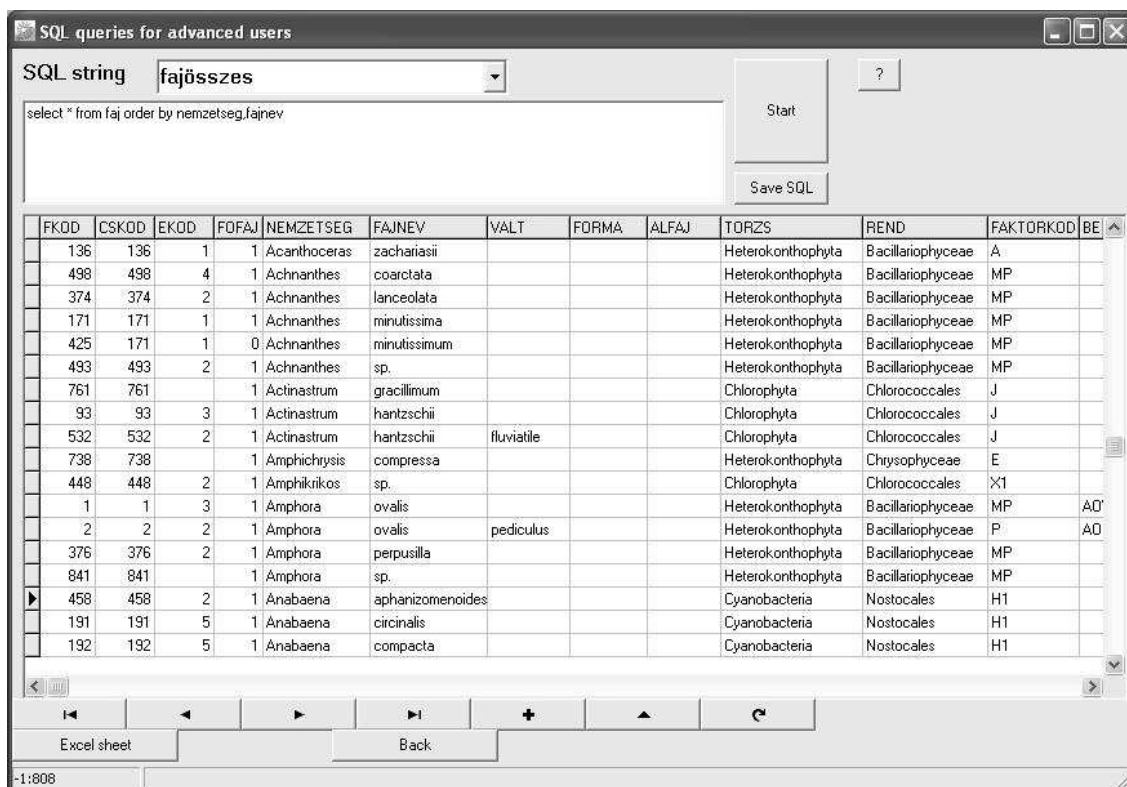 SQL queries for advanced users
SQL string fajösszes ?
select * from faj order by nemzetseg,fajnev
Start
Save SQL
FKOD CSKOD EKOD FOFAJ NEMZETSEG FAJNEV VALT FORMA ALFAJ TORZS REND FAKTORKOD BE
136 136 1 1 Acanthoceras zachariasii Heterokonthophyta Bacillariophyceae A
498 498 4 1 Achnanthes coarctata Heterokonthophyta Bacillariophyceae MP
374 374 2 1 Achnanthes lanceolata Heterokonthophyta Bacillariophyceae MP
171 171 1 1 Achnanthes minutissima Heterokonthophyta Bacillariophyceae MP
425 171 1 0 Achnanthes minutissimum Heterokonthophyta Bacillariophyceae MP
493 493 2 1 Achnanthes sp. Heterokonthophyta Bacillariophyceae MP
761 761 1 Actinastrum gracillimum Chlorophyta Chlorococcales J
93 93 3 1 Actinastrum hantzschii Chlorophyta Chlorococcales J
532 532 2 1 Actinastrum hantzschii fluviatile Chlorophyta Chlorococcales J
738 738 1 Amphichrysis compressa Heterokonthophyta Chrysophyceae E
448 448 2 1 Amphikrikos sp. Chlorophyta Chlorococcales X1
1 1 3 1 Amphora ovalis Heterokonthophyta Bacillariophyceae MP
2 2 2 1 Amphora ovalis pediculus Heterokonthophyta Bacillariophyceae P AO
376 376 2 1 Amphora perpusilla Heterokonthophyta Bacillariophyceae MP
841 841 1 Amphora sp. Heterokonthophyta Bacillariophyceae MP
458 458 2 1 Anabaena aphanizomenoides Cyanobacteria Nostocales H1
191 191 5 1 Anabaena circinalis Cyanobacteria Nostocales H1
192 192 5 1 Anabaena compacta Cyanobacteria Nostocales H1
Excel sheet Back
-1:808